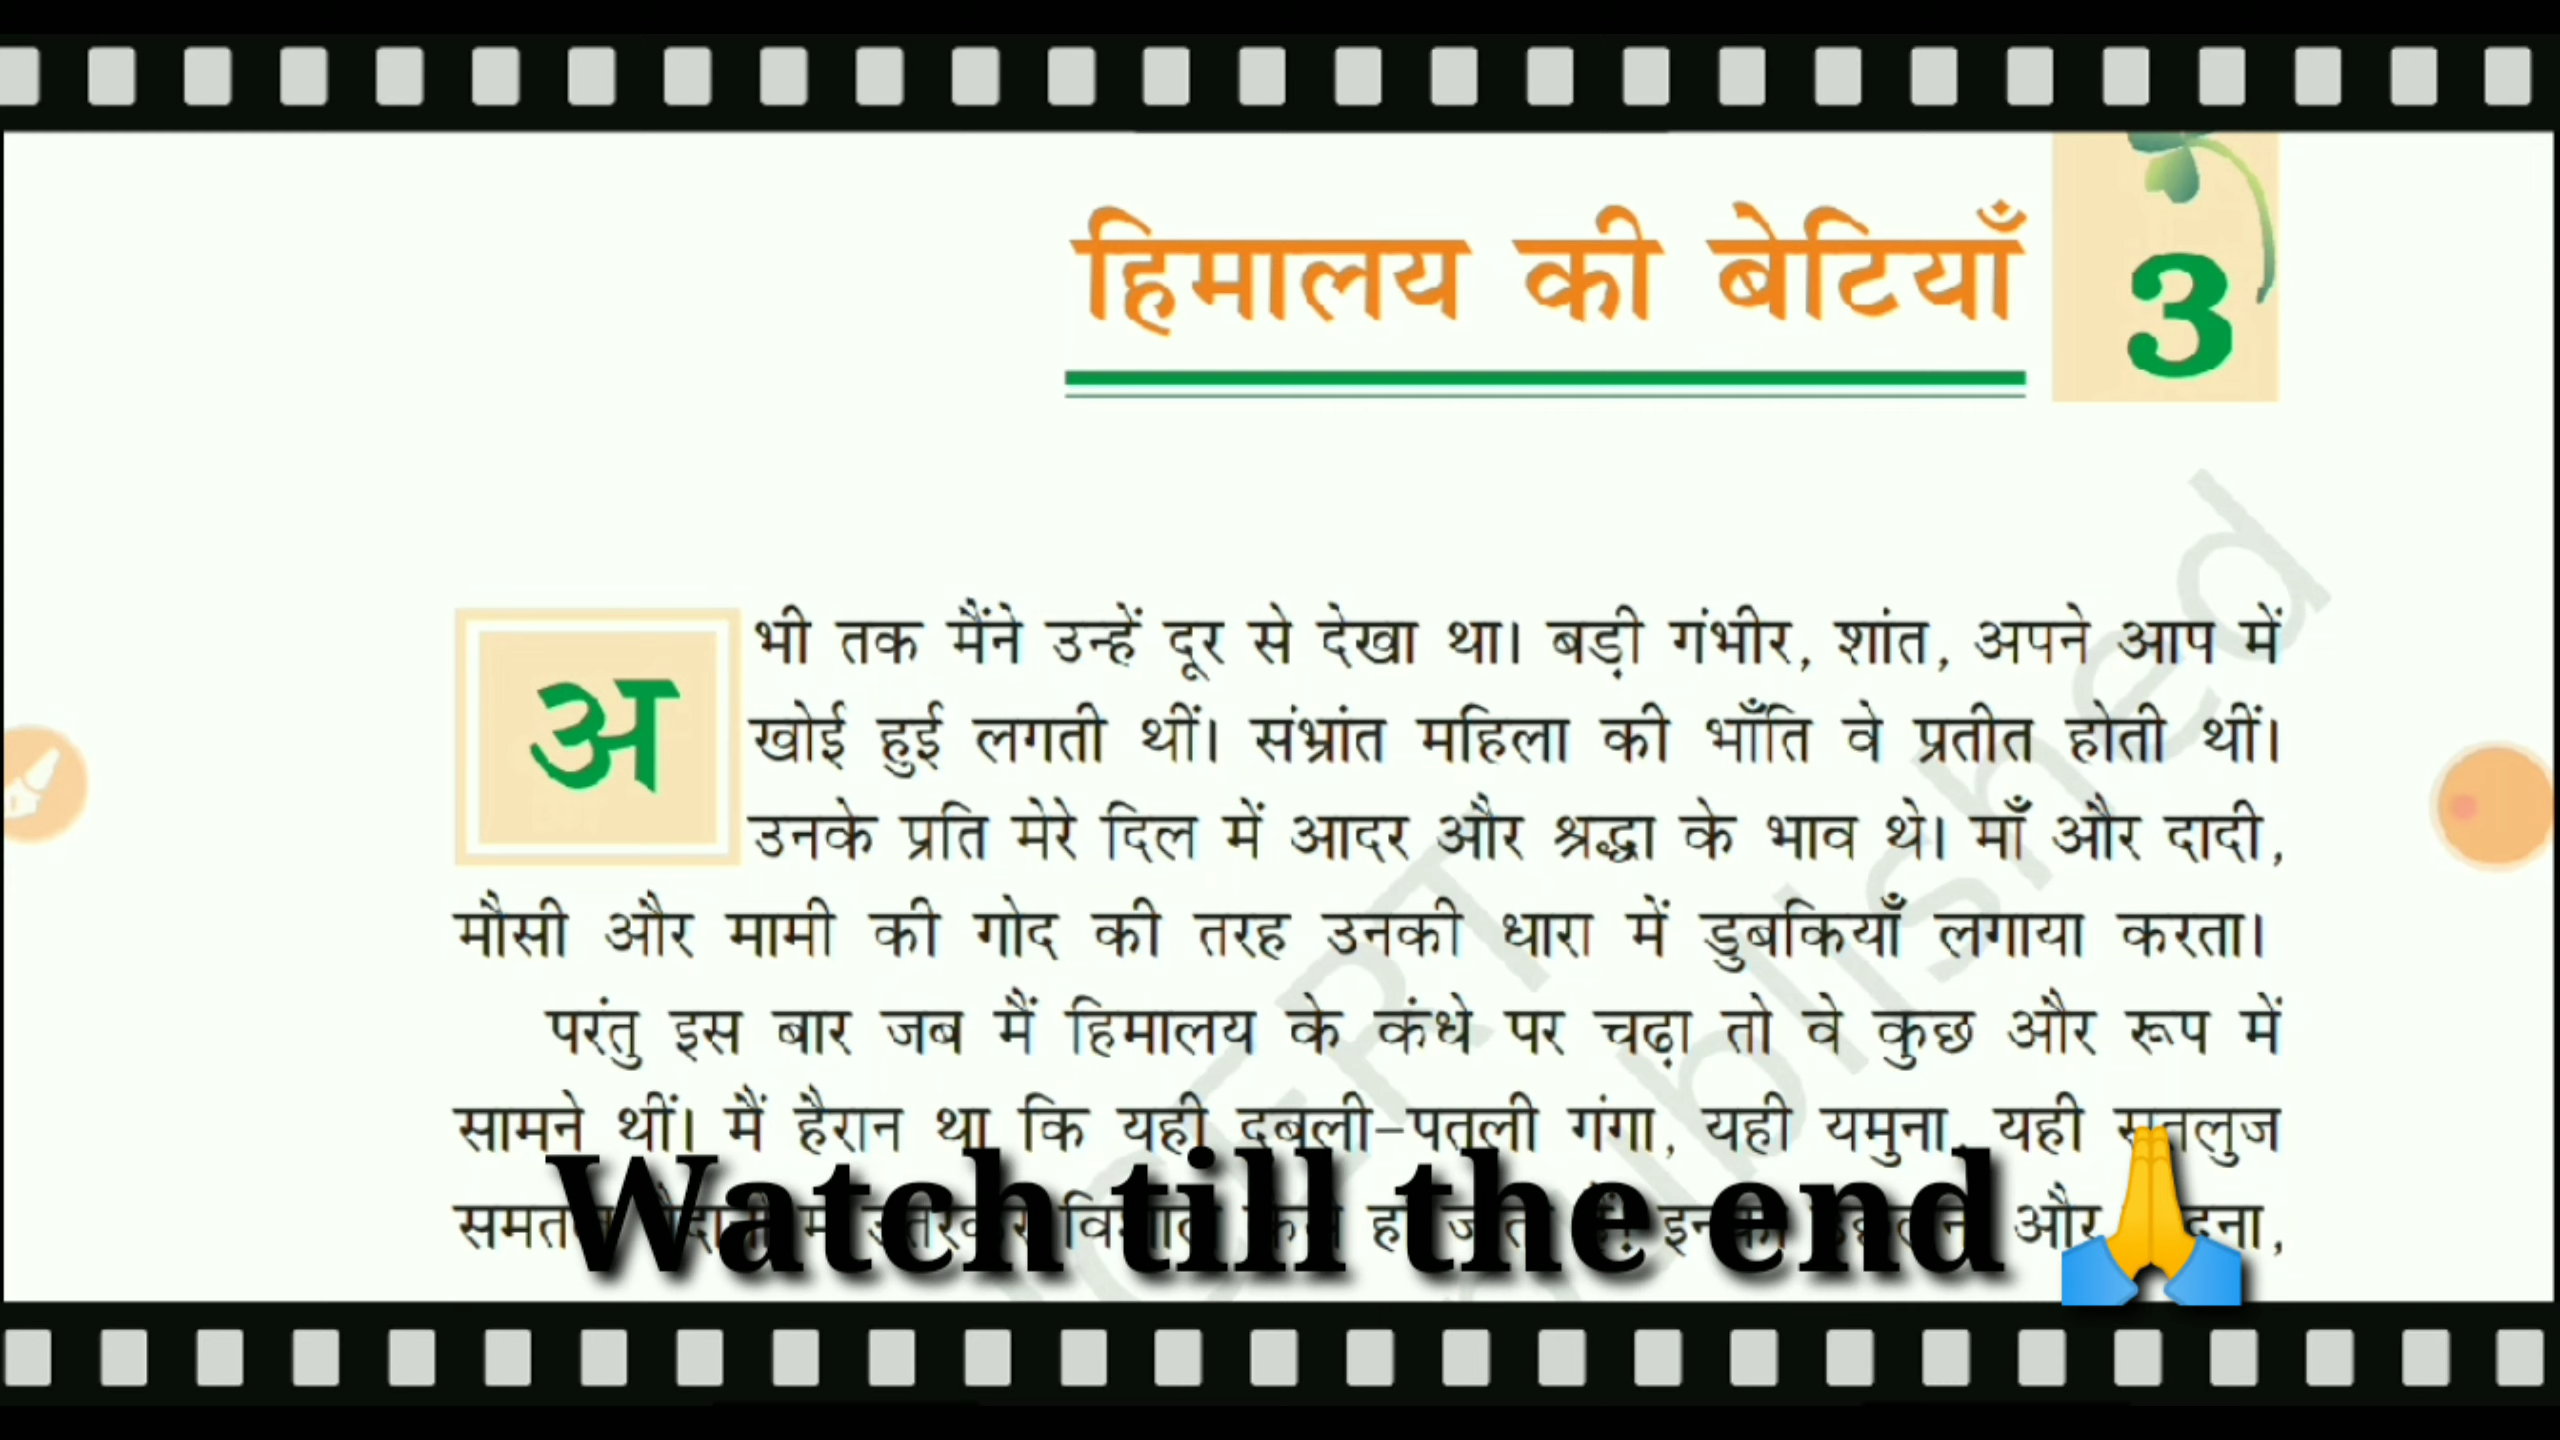 हिमालय की बेटियाँ
3
अभी तक मैंने उन्हें दूर से देखा था। बड़ी गंभीर, शांत, अपने आप में
खोई हुई लगती थीं। संभ्रांत महिला की भाँति वे प्रतीत होती थीं।
उनके प्रति मेरे दिल में आदर और श्रद्धा के भाव थे। माँ और दादी,
मौसी और मामी की गोद की तरह उनकी धारा में डुबकियाँ लगाया करता।
परंतु इस बार जब मैं हिमालय के कंधे पर चढ़ा तो वे कुछ और रूप में
सामने थीं। मैं हैरान था कि यही दुबली-पतली गंगा, यही यमुना, यही सतलुज
और
Watch till the end 🙏